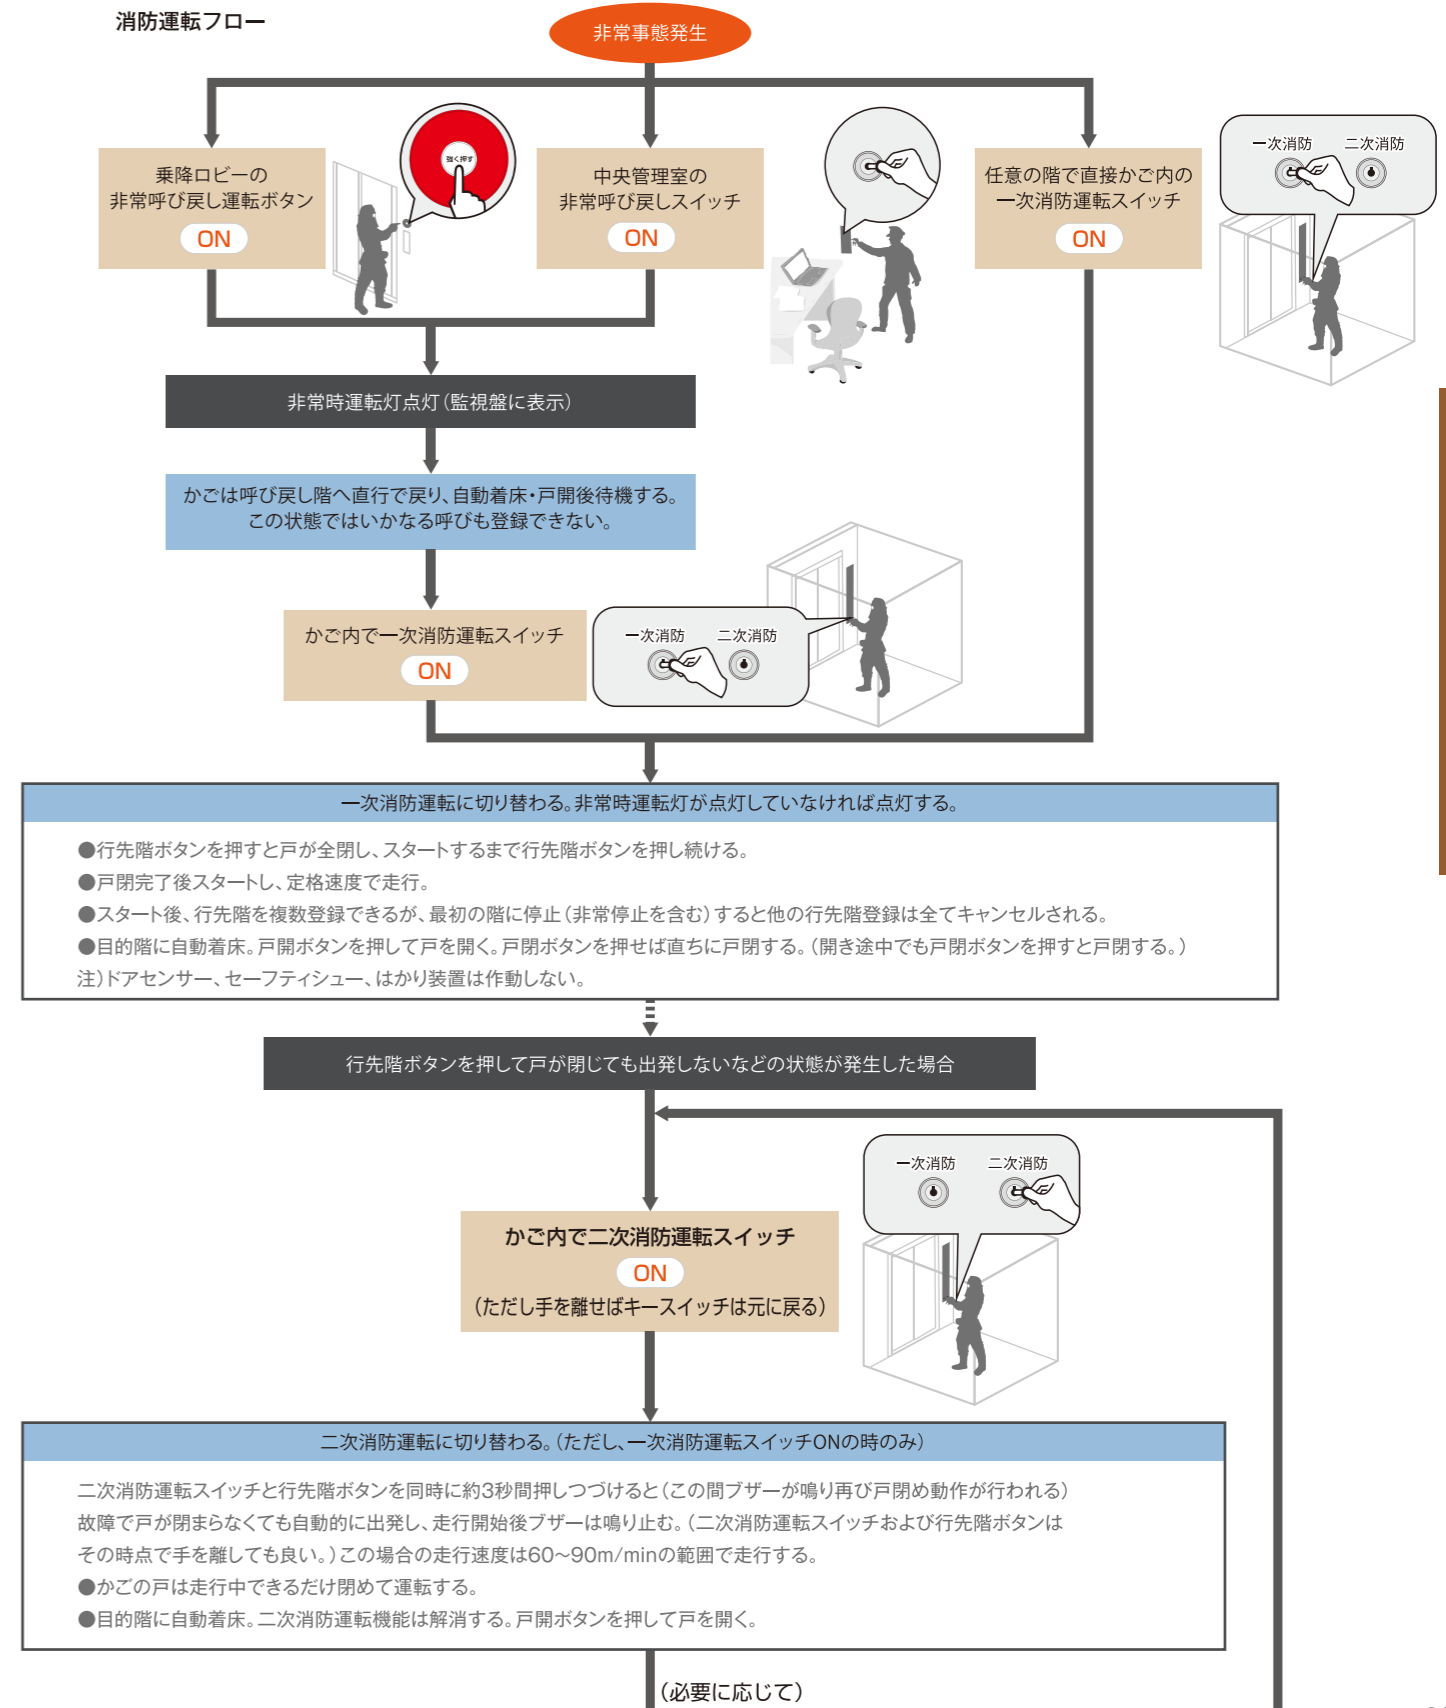 消防運転フロー
非常事態発生
乗降ロビーの
非常呼び戻し運転ボタン
ON
強く押す
中央管理室の
非常呼び戻しスイッチ
ON
任意の階で直接かご内の
一次消防運転スイッチ
ON
一次消防 二次消防
非常時運転灯点灯（監視盤に表示）
かごは呼び戻し階へ直行で戻り、自動着床・戸開後待機する。
この状態ではいかなる呼びも登録できない。
かご内で一次消防運転スイッチ
ON
一次消防 二次消防
一次消防運転に切り替わる。非常時運転灯が点灯していなければ点灯する。
●行先階ボタンを押すと戸が全閉し、スタートするまで行先階ボタンを押し続ける。
●戸閉完了後スタートし、定格速度で走行。
●スタート後、行先階を複数登録できるが、最初の階に停止（非常停止を含む）すると他の行先階登録は全てキャンセルされる。
●目的階に自動着床。戸開ボタンを押して戸を開く。戸閉ボタンを押せば直ちに戸閉する。（開き途中でも戸閉ボタンを押すと戸閉する。）
注）ドアセンサー、セーフティシュー、はかり装置は作動しない。
行先階ボタンを押して戸が閉じても出発しないなどの状態が発生した場合
一次消防 二次消防
かご内で二次消防運転スイッチ
ON
（ただし手を離せばキースイッチは元に戻る）
二次消防運転に切り替わる。（ただし、一次消防運転スイッチONの時のみ）
二次消防運転スイッチと行先階ボタンを同時に約3秒間押しつづけると（この間ブザーが鳴り再び戸閉め動作が行われる）
故障で戸が閉まらなくても自動的に出発し、走行開始後ブザーは鳴り止む。（二次消防運転スイッチおよび行先階ボタンは
その時点で手を離しても良い。）この場合の走行速度は60〜90m/minの範囲で走行する。
●かごの戸は走行中できるだけ閉めて運転する。
●目的階に自動着床。二次消防運転機能は解消する。戸開ボタンを押して戸を開く。
（必要に応じて）